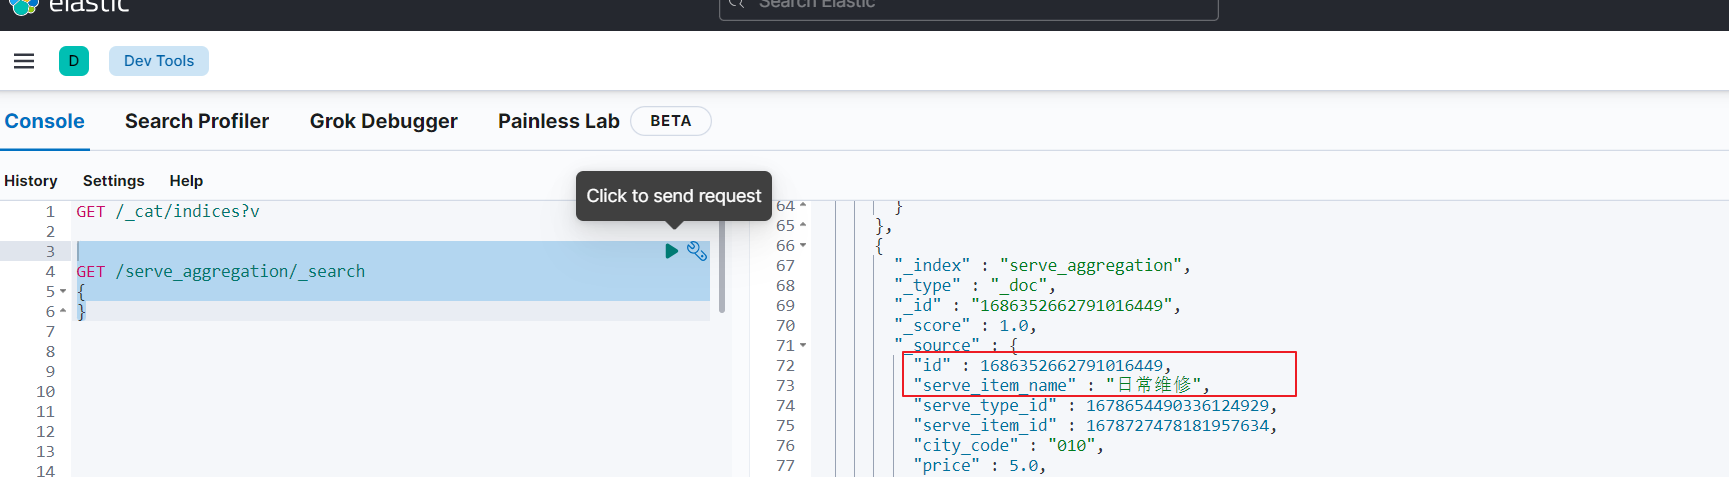 elastic
Search Elastic
D
Dev Tools
Console
Search Profiler
Grok Debugger
Painless Lab
BETA
History
Settings
Help
Click to send request
1 GET /_cat/indices?v
2
3
4 GET /serve_aggregation/_search
5 {
6 }
7
8
9
10
11
12
13
14
64 }
65 },
66 {
67 "_index" : "serve_aggregation",
68 "_type" : "_doc",
69 "_id" : "1686352662791016449",
70 "_score" : 1.0,
71 "_source" : {
72 "id" : 1686352662791016449,
73 "serve_item_name" : "日常维修",
74 "serve_type_id" : 1678654490336124929,
75 "serve_item_id" : 1678727478181957634,
76 "city_code" : "010",
77 "price" : 5.0,